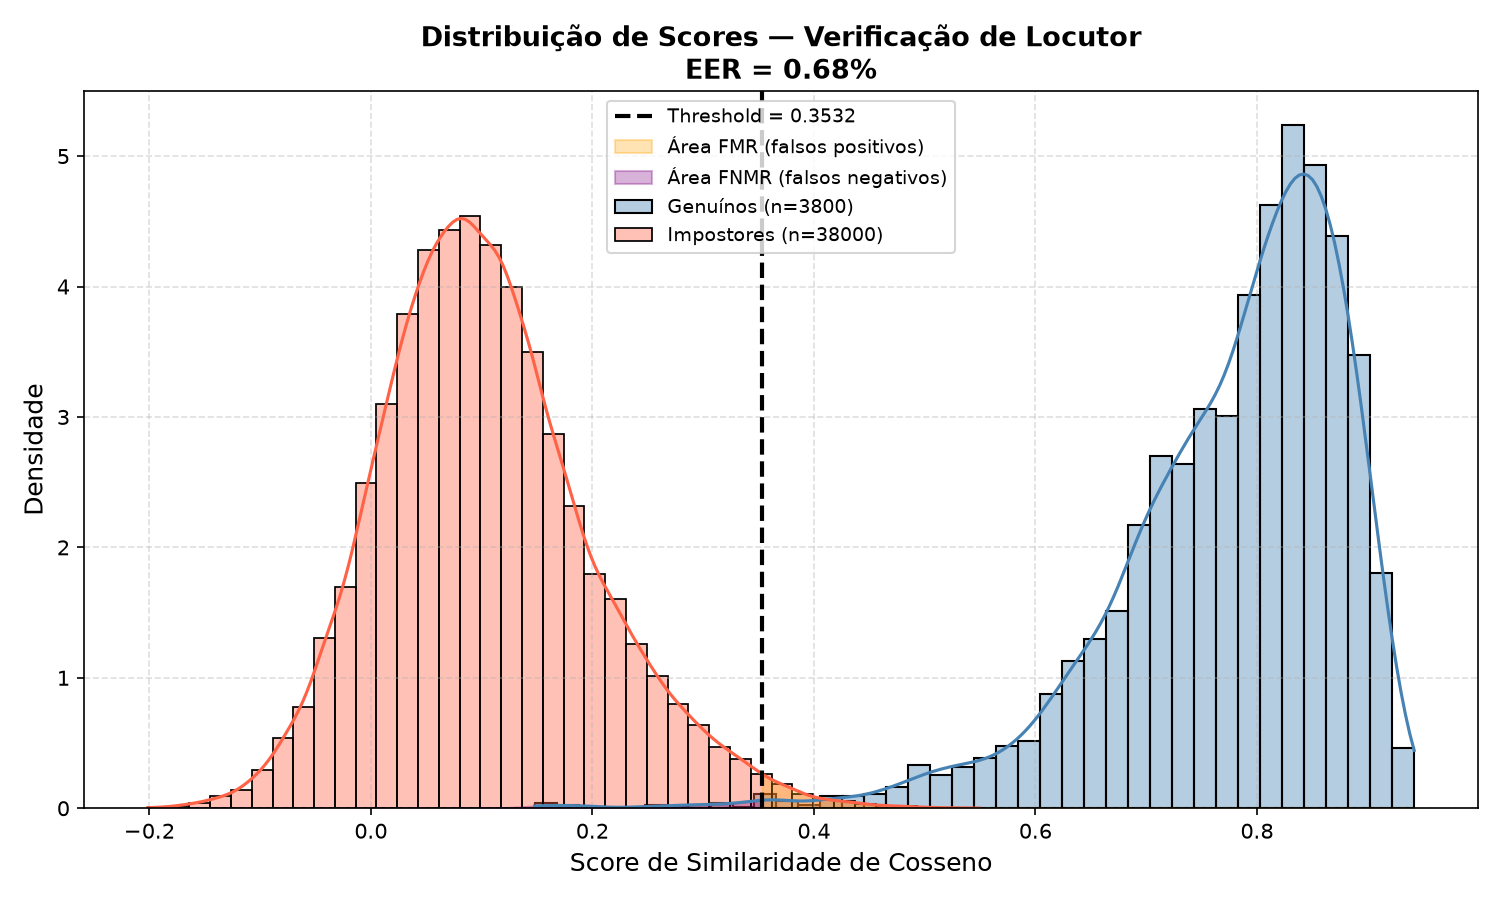 Distribuição de Scores — Verificação de Locutor
EER = 0.68%
Threshold = 0.3532
Área FMR (falsos positivos)
Área FNMR (falsos negativos)
Genuínos (n=3800)
Impostores (n=38000)
Densidade
5
4
3
2
1
0
−0.2
0.0
0.2
0.4
0.6
0.8
Score de Similaridade de Cosseno